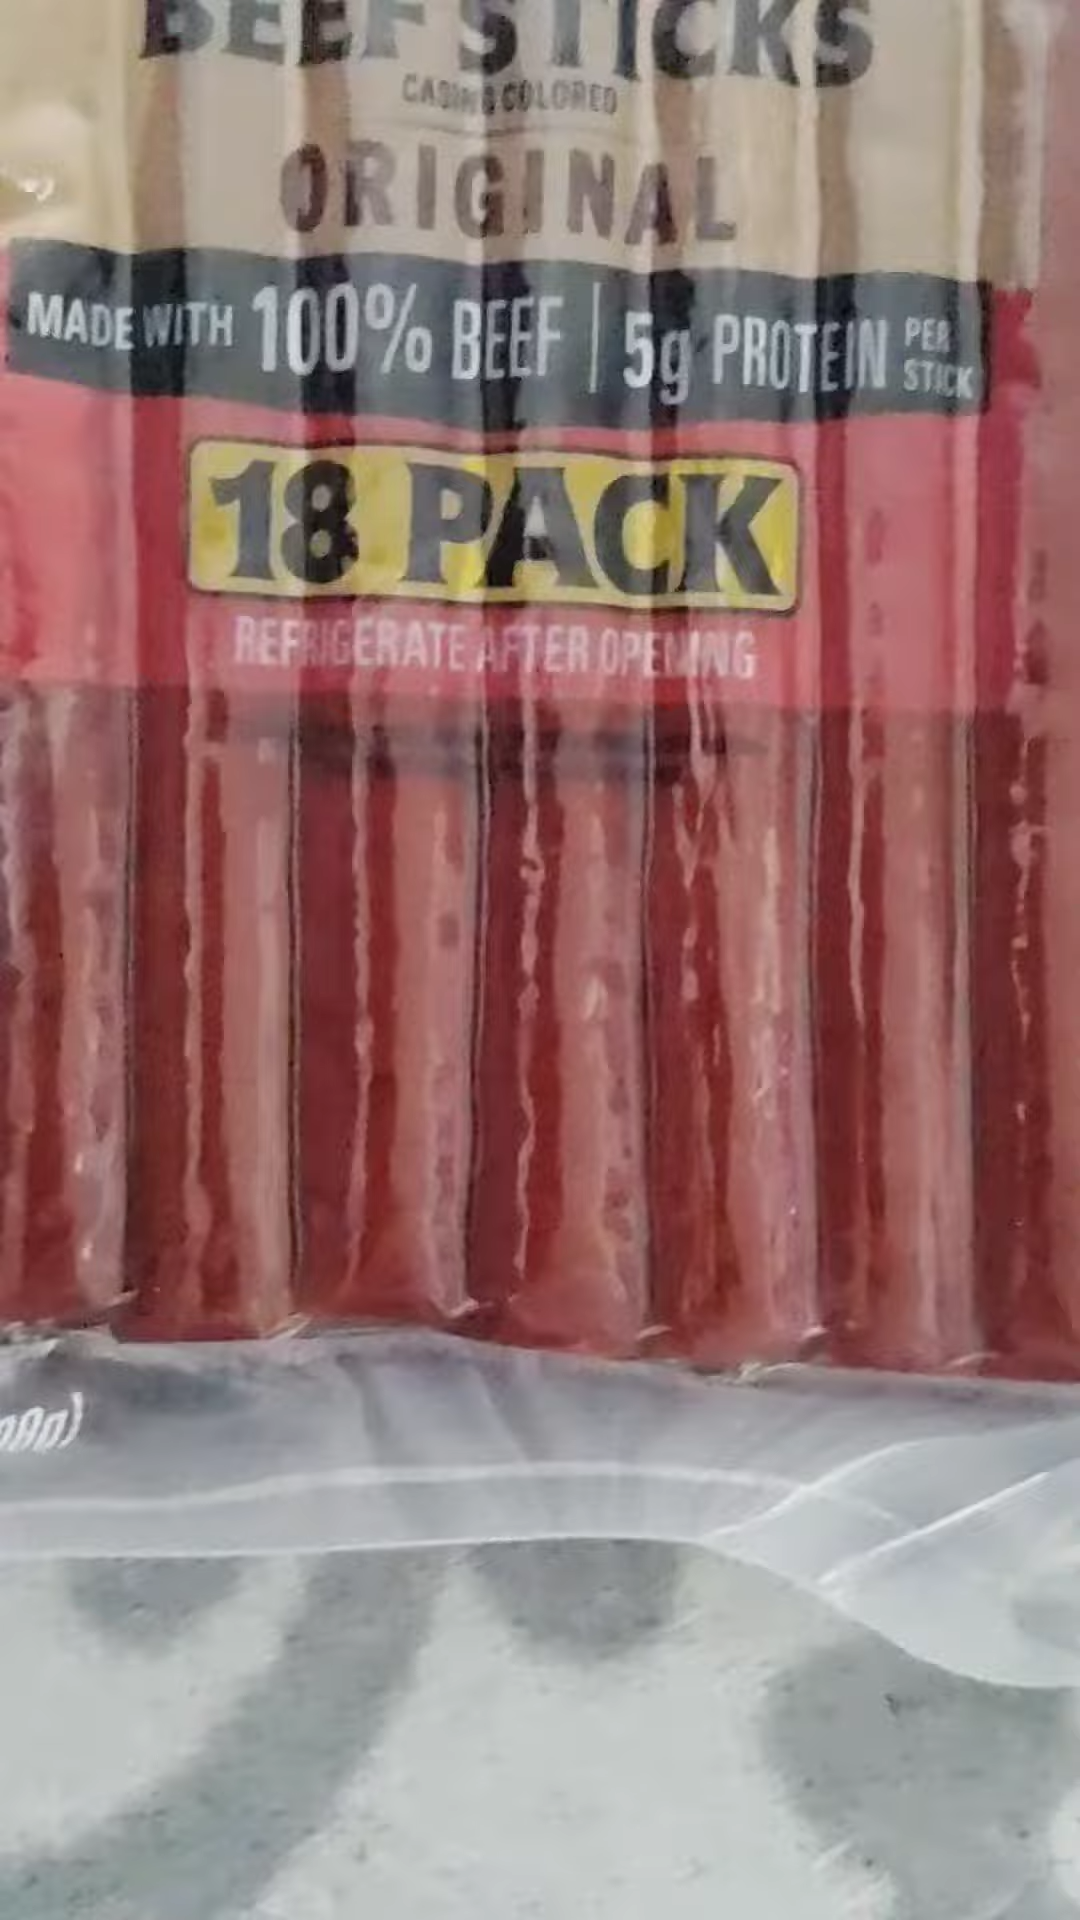 BEEF STICKS
CASING COLORED
ORIGINAL
MADE WITH 100% BEEF | 5g PROTEIN PER STICK
18 PACK
REFRIGERATE AFTER OPENING